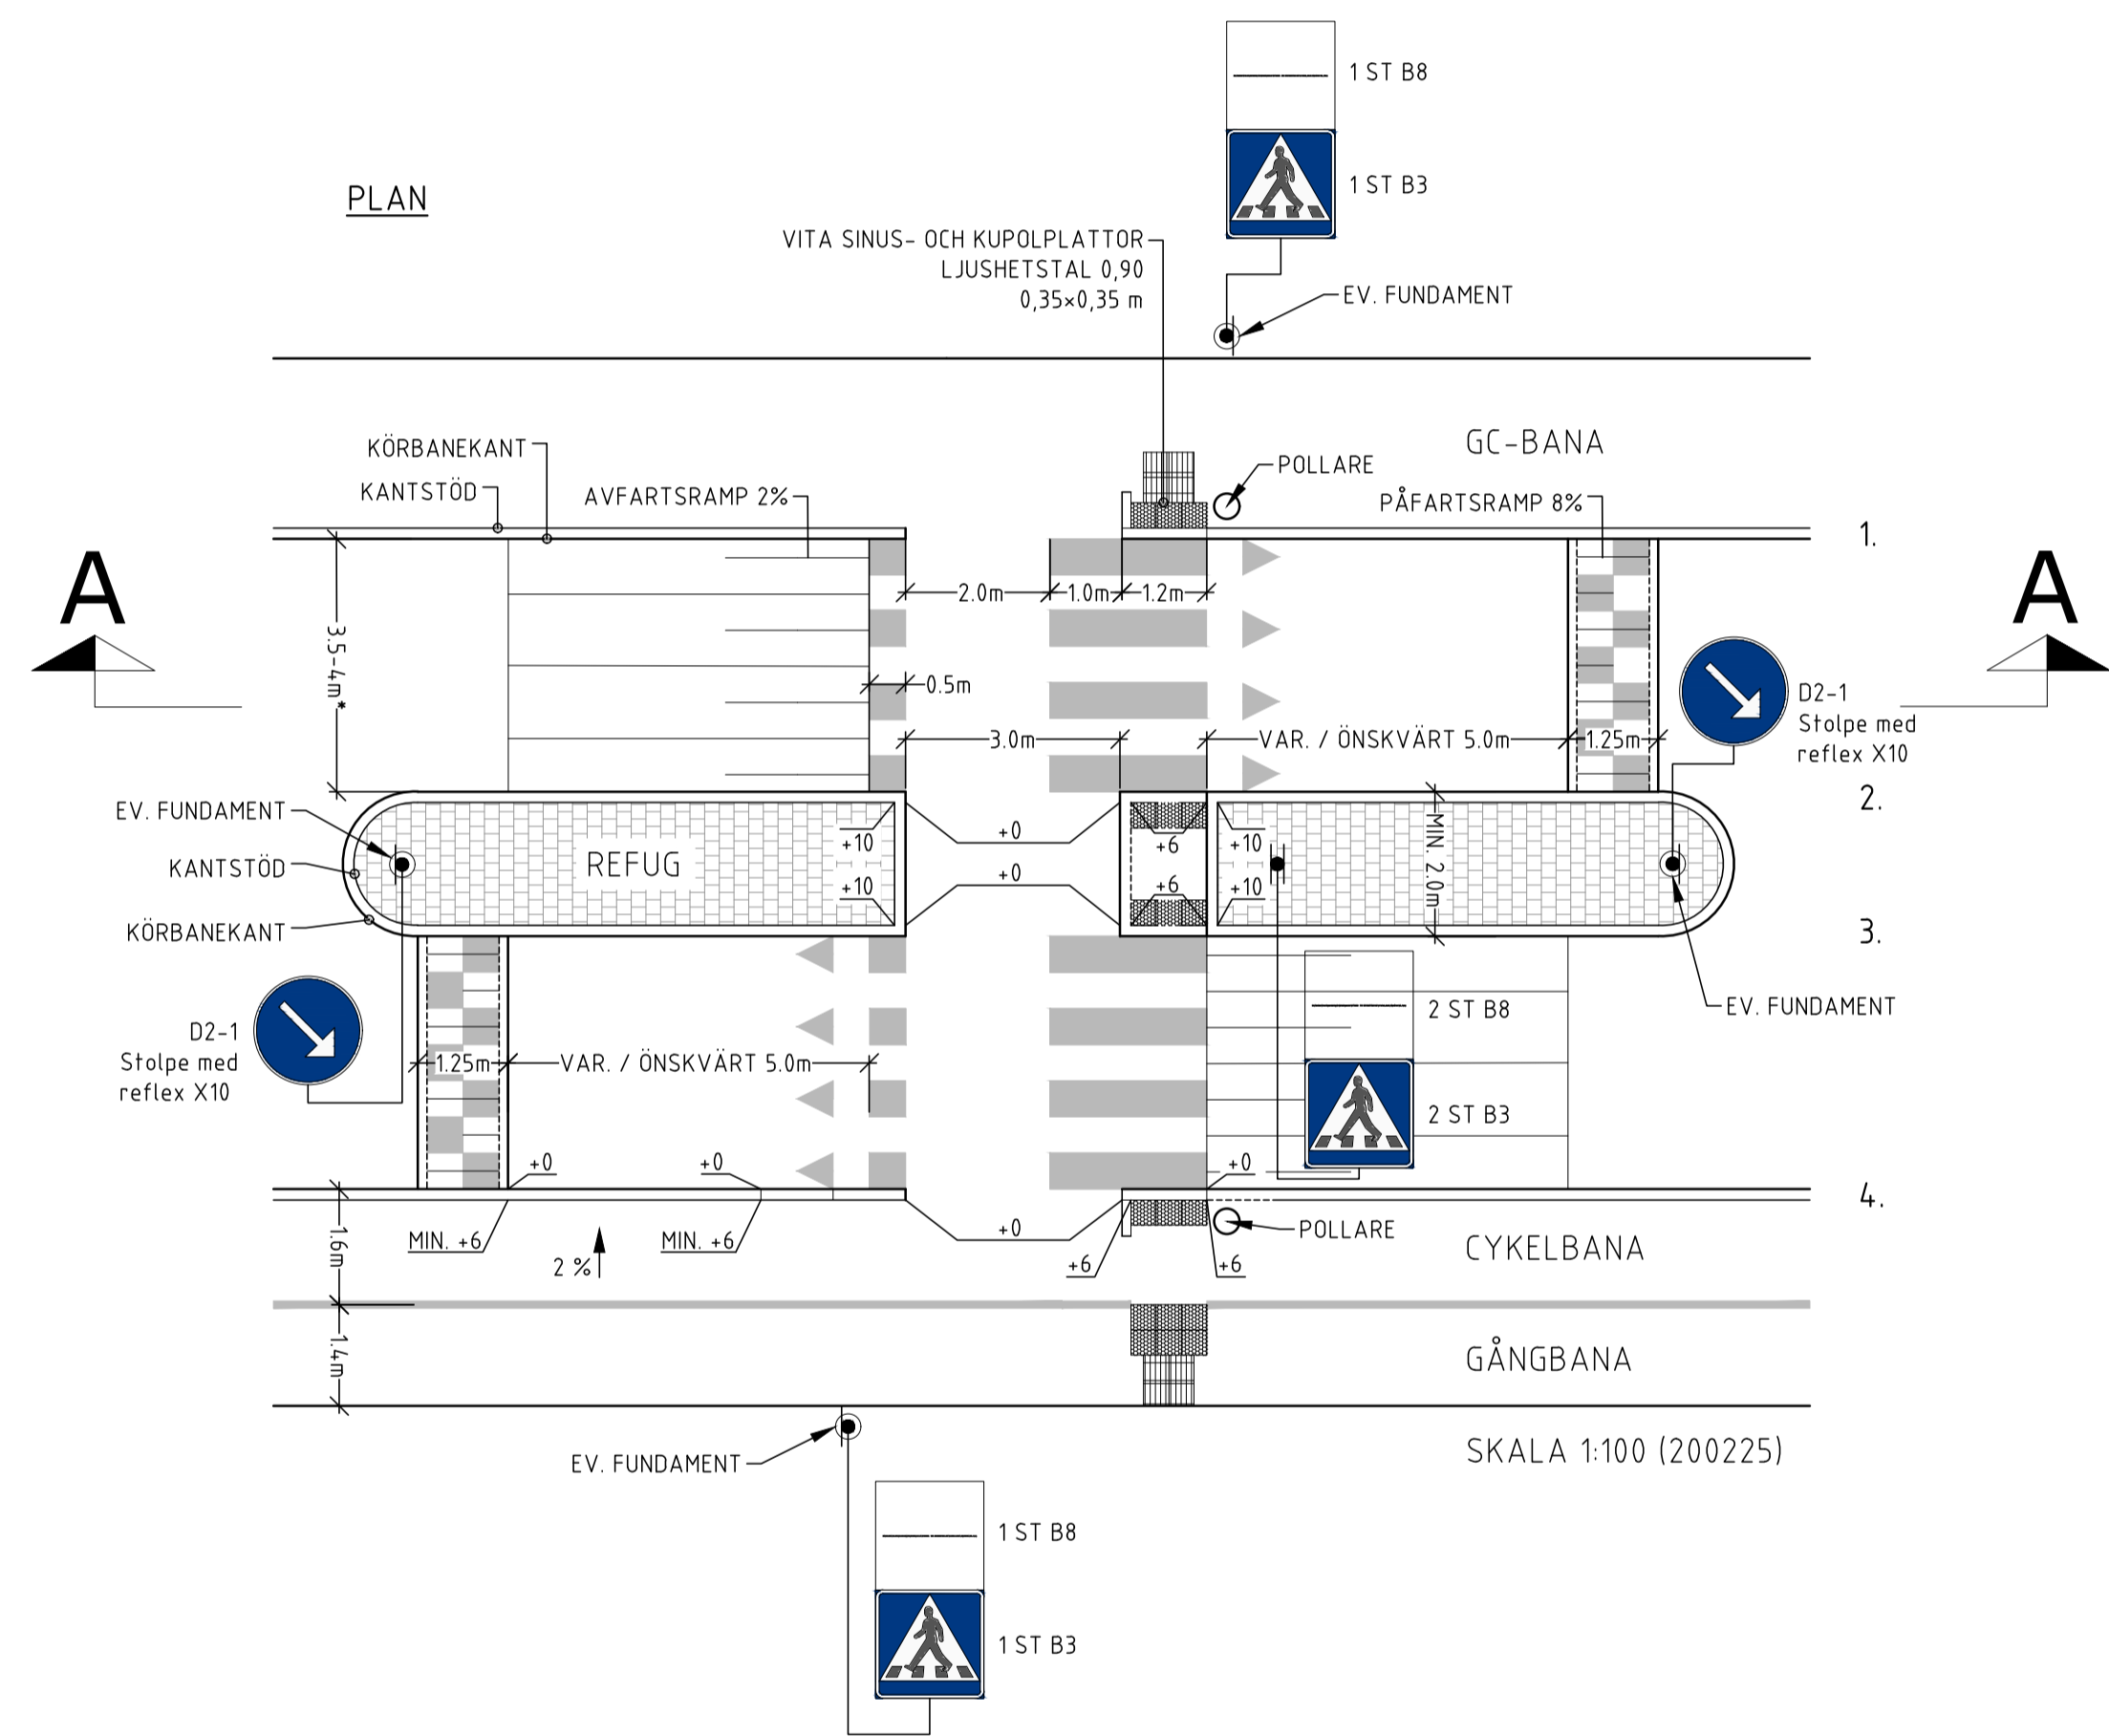 1 ST B8
1 ST B3
PLAN
VITA SINUS- OCH KUPOLPLATTOR
LJUSHETSTAL 0,90
0,35×0,35 m
EV. FUNDAMENT
KÖRBANEKANT
KANTSTÖD
AVFARTSRAMP 2%
POLLARE
GC-BANA
PÅFARTSRAMP 8%
1.
A
A
3.5-4m*
2.0m
1.0m
1.2m
0.5m
3.0m
VAR. / ÖNSKVÄRT 5.0m
1.25m
D2-1
Stolpe med
reflex X10
2.
EV. FUNDAMENT
KANTSTÖD
KÖRBANEKANT
REFUG
+10
+10
+0
+0
+6
+6
+10
+10
MIN. 2.0m
3.
EV. FUNDAMENT
D2-1
Stolpe med
reflex X10
1.25m
VAR. / ÖNSKVÄRT 5.0m
2 ST B8
2 ST B3
+0
+0
+0
4.
MIN. +6
MIN. +6
2 %
+0
+6
+6
POLLARE
CYKELBANA
1.6m
1.4m
GÅNGBANA
EV. FUNDAMENT
SKALA 1:100 (200225)
1 ST B8
1 ST B3